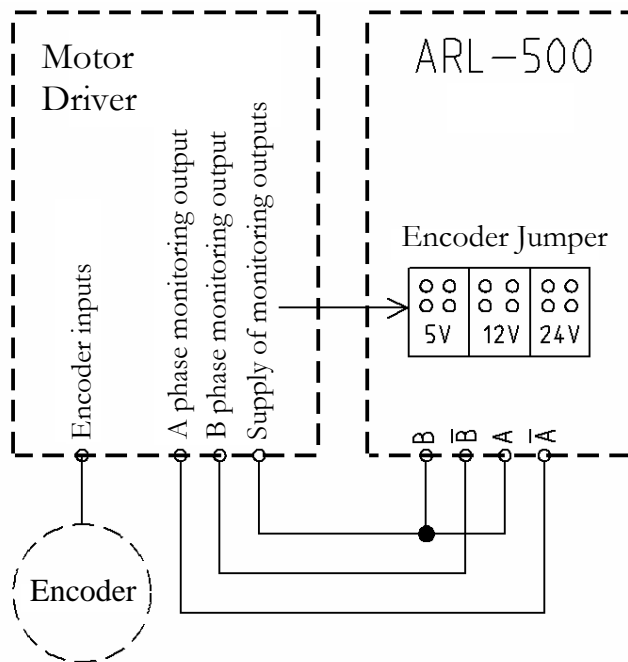 Motor
Driver
ARL-500
Encoder inputs
A phase monitoring output
B phase monitoring output
Supply of monitoring outputs
Encoder Jumper
5V 12V 24V
B B̅ A A̅
Encoder